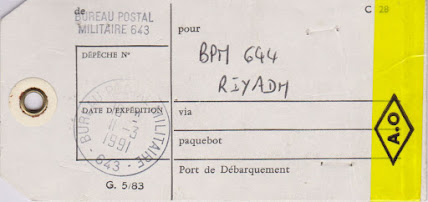 de
BUREAU POSTAL
MILITAIRE 643
DÉPÊCHE N°
DATE D'EXPÉDITION
BUREAU POSTAL MILITAIRE
-3
1991
- 643 -
G. 5/83
pour
BPM 644
RIYADH
via
paquebot
Port de Débarquement
C 28
A.O